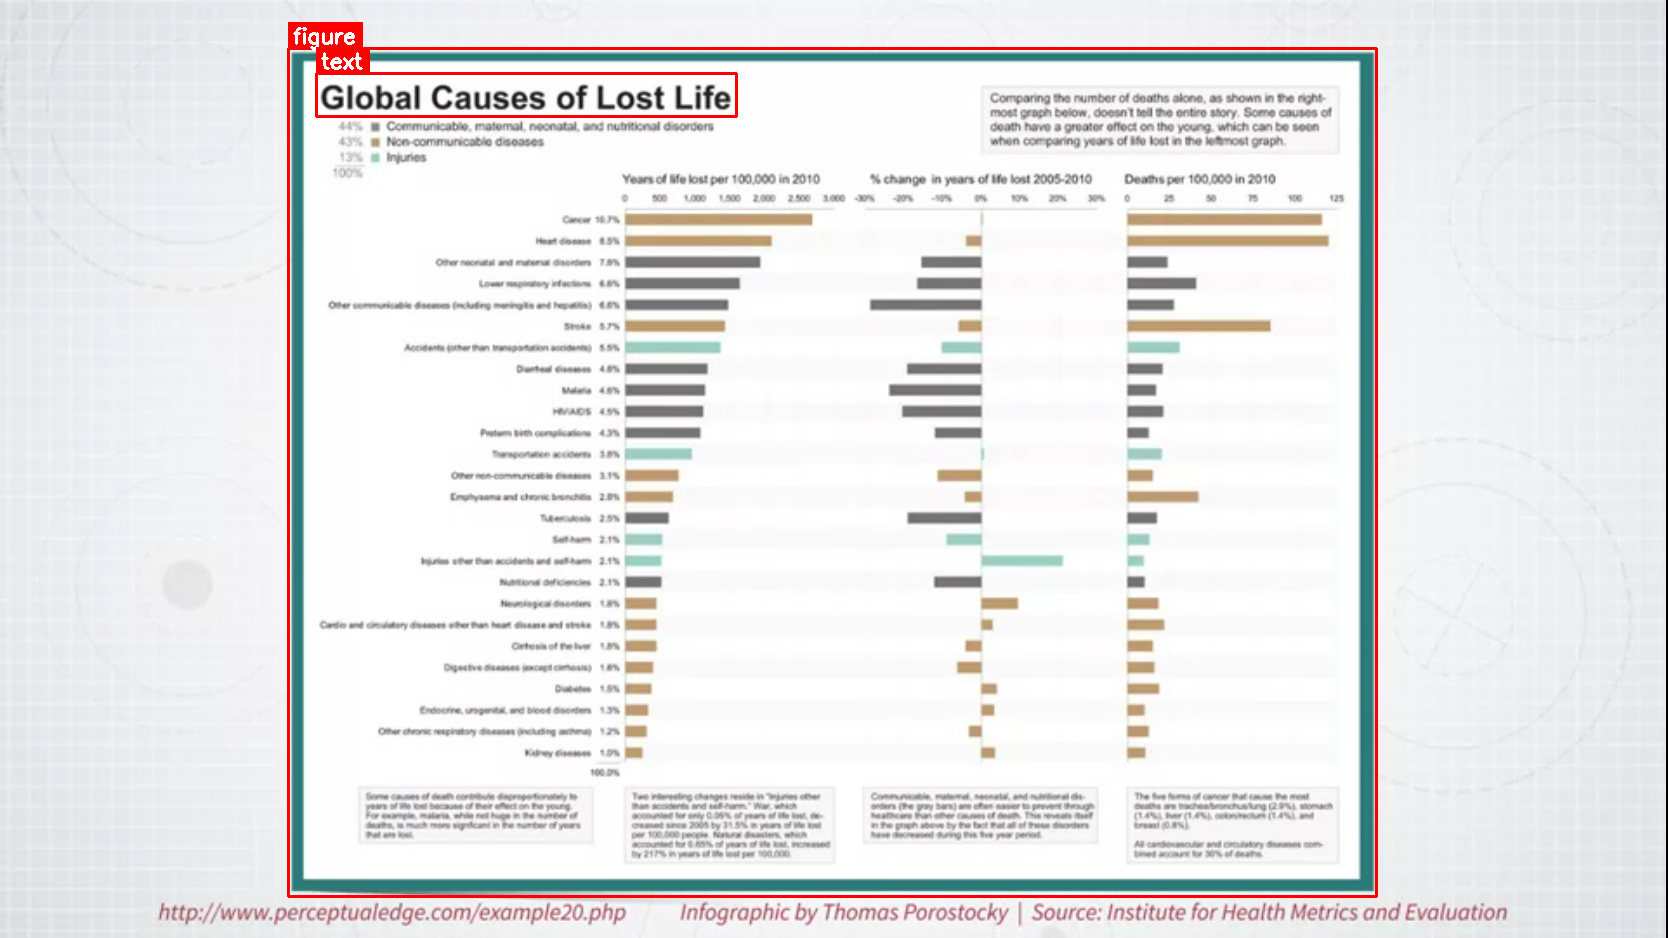 figure
text
Global Causes of Lost Life
44% Communicable, maternal, neonatal, and nutritional disorders
43% Non-communicable diseases
13% Injuries
100%
Comparing the number of deaths alone, as shown in the right-
most graph below, doesn't tell the entire story. Some causes of
death have a greater effect on the young, which can be seen
when comparing years of life lost in the leftmost graph.
Years of life lost per 100,000 in 2010 % change in years of life lost 2005-2010 Deaths per 100,000 in 2010
0 500 1,000 1,500 2,000 2,500 3,000 -30% -20% -10% 0% 10% 20% 30% 0 25 50 75 100 125
Cancer 10.7%
Heart disease 8.5%
Other neonatal and maternal disorders 7.8%
Lower respiratory infections 6.6%
Other communicable diseases (including meningitis and hepatitis) 6.6%
Stroke 5.7%
Accidents (other than transportation accidents) 5.5%
Diarrheal diseases 4.8%
Malaria 4.6%
HIV/AIDS 4.5%
Preterm birth complications 4.3%
Transportation accidents 3.8%
Other non-communicable diseases 3.1%
Emphysema and chronic bronchitis 2.8%
Tuberculosis 2.5%
Self-harm 2.1%
Injuries other than accidents and self-harm 2.1%
Nutritional deficiencies 2.1%
Neurological disorders 1.8%
Cardio and circulatory diseases other than heart disease and stroke 1.8%
Cirrhosis of the liver 1.8%
Digestive diseases (except cirrhosis) 1.6%
Diabetes 1.5%
Endocrine, urogenital, and blood disorders 1.3%
Other chronic respiratory diseases (including asthma) 1.2%
Kidney diseases 1.0%
100.0%
Some causes of death contribute disproportionately to
years of life lost because of their effect on the young.
For example, malaria, while not huge in the number of
deaths, is much more significant in the number of years
that are lost.
Two interesting changes reside in "Injuries other
than accidents and self-harm." War, which
accounted for only 0.05% of years of life lost, de-
creased since 2005 by 31.5% in years of life lost
per 100,000 people. Natural disasters, which
accounted for 0.65% of years of life lost, increased
by 217% in years of life lost per 100,000.
Communicable, maternal, neonatal, and nutritional dis-
orders (the gray bars) are often easier to prevent through
healthcare than other causes of death. This reveals itself
in the graph above by the fact that all of these disorders
have decreased during this five year period.
The five forms of cancer that cause the most
deaths are trachea/bronchus/lung (2.9%), stomach
(1.4%), liver (1.4%), colon/rectum (1.4%), and
breast (0.8%).
All cardiovascular and circulatory diseases com-
bined account for 30% of deaths.
http://www.perceptualedge.com/example20.php Infographic by Thomas Porostocky | Source: Institute for Health Metrics and Evaluation